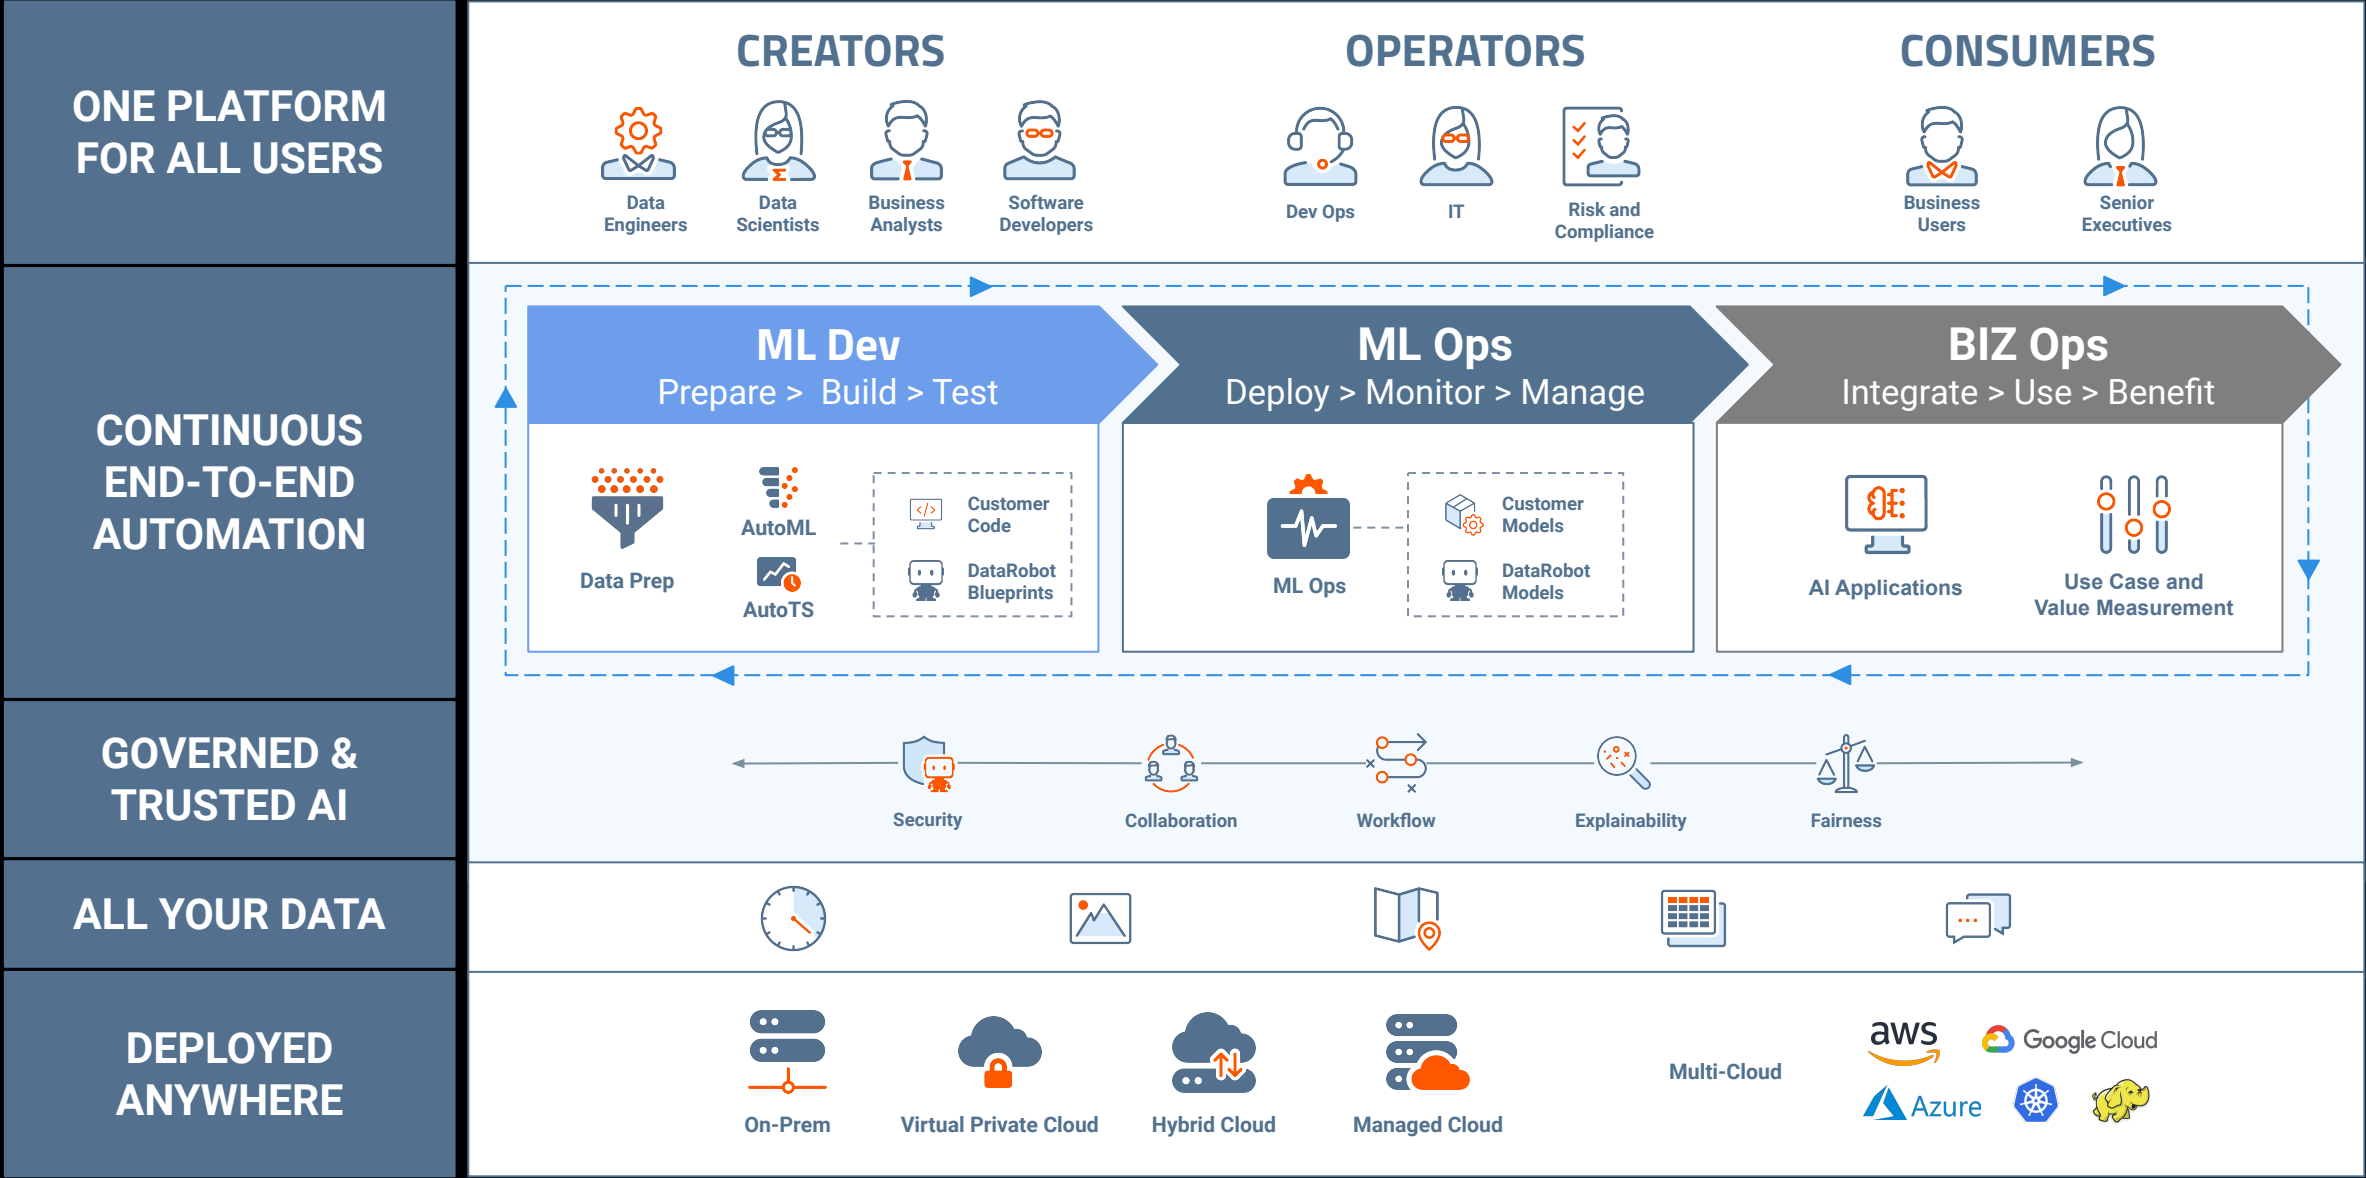 ONE PLATFORM
FOR ALL USERS
CREATORS
OPERATORS
CONSUMERS
Data
Engineers
Data
Scientists
Business
Analysts
Software
Developers
Dev Ops
IT
Risk and
Compliance
Business
Users
Senior
Executives
CONTINUOUS
END-TO-END
AUTOMATION
ML Dev
Prepare > Build > Test
ML Ops
Deploy > Monitor > Manage
BIZ Ops
Integrate > Use > Benefit
Data Prep
AutoML
AutoTS
</>
Customer
Code
DataRobot
Blueprints
ML Ops
Customer
Models
DataRobot
Models
AI Applications
Use Case and
Value Measurement
GOVERNED &
TRUSTED AI
Security
Collaboration
Workflow
Explainability
Fairness
ALL YOUR DATA
DEPLOYED
ANYWHERE
On-Prem
Virtual Private Cloud
Hybrid Cloud
Managed Cloud
Multi-Cloud
aws
Google Cloud
Azure